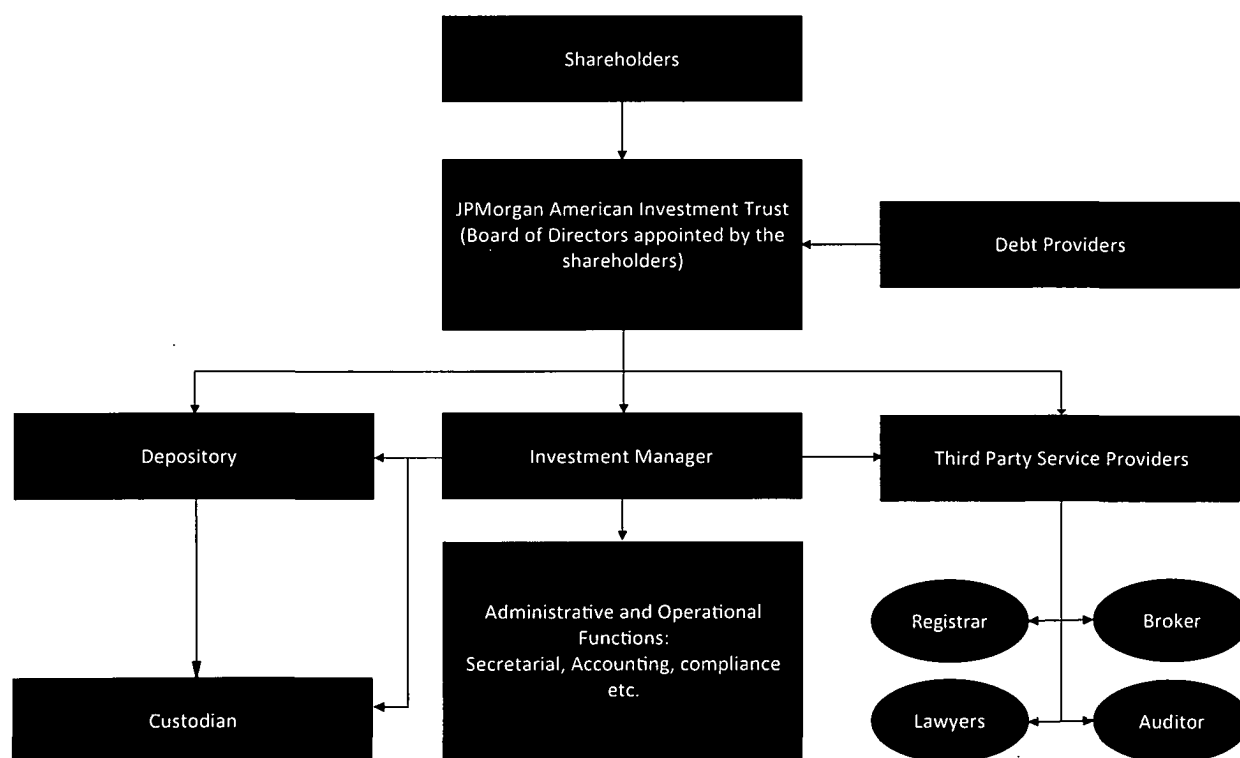 Shareholders
JPMorgan American Investment Trust
(Board of Directors appointed by the
shareholders)
Debt Providers
Depository
Investment Manager
Third Party Service Providers
Administrative and Operational
Functions:
Secretarial, Accounting, compliance
etc.
Registrar
Broker
Custodian
Lawyers
Auditor